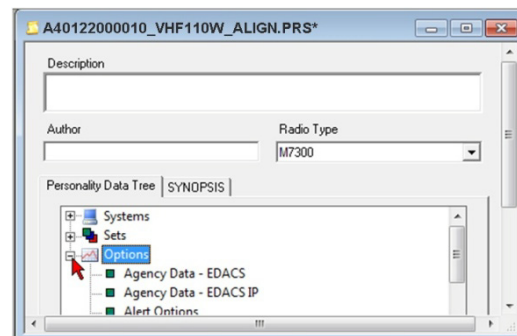 A40122000010_VHF110W_ALIGN.PRS*
Description
Author Radio Type
M7300
Personality Data Tree SYNOPSIS
Systems
Sets
Options
Agency Data - EDACS
Agency Data - EDACS IP
Alert Options